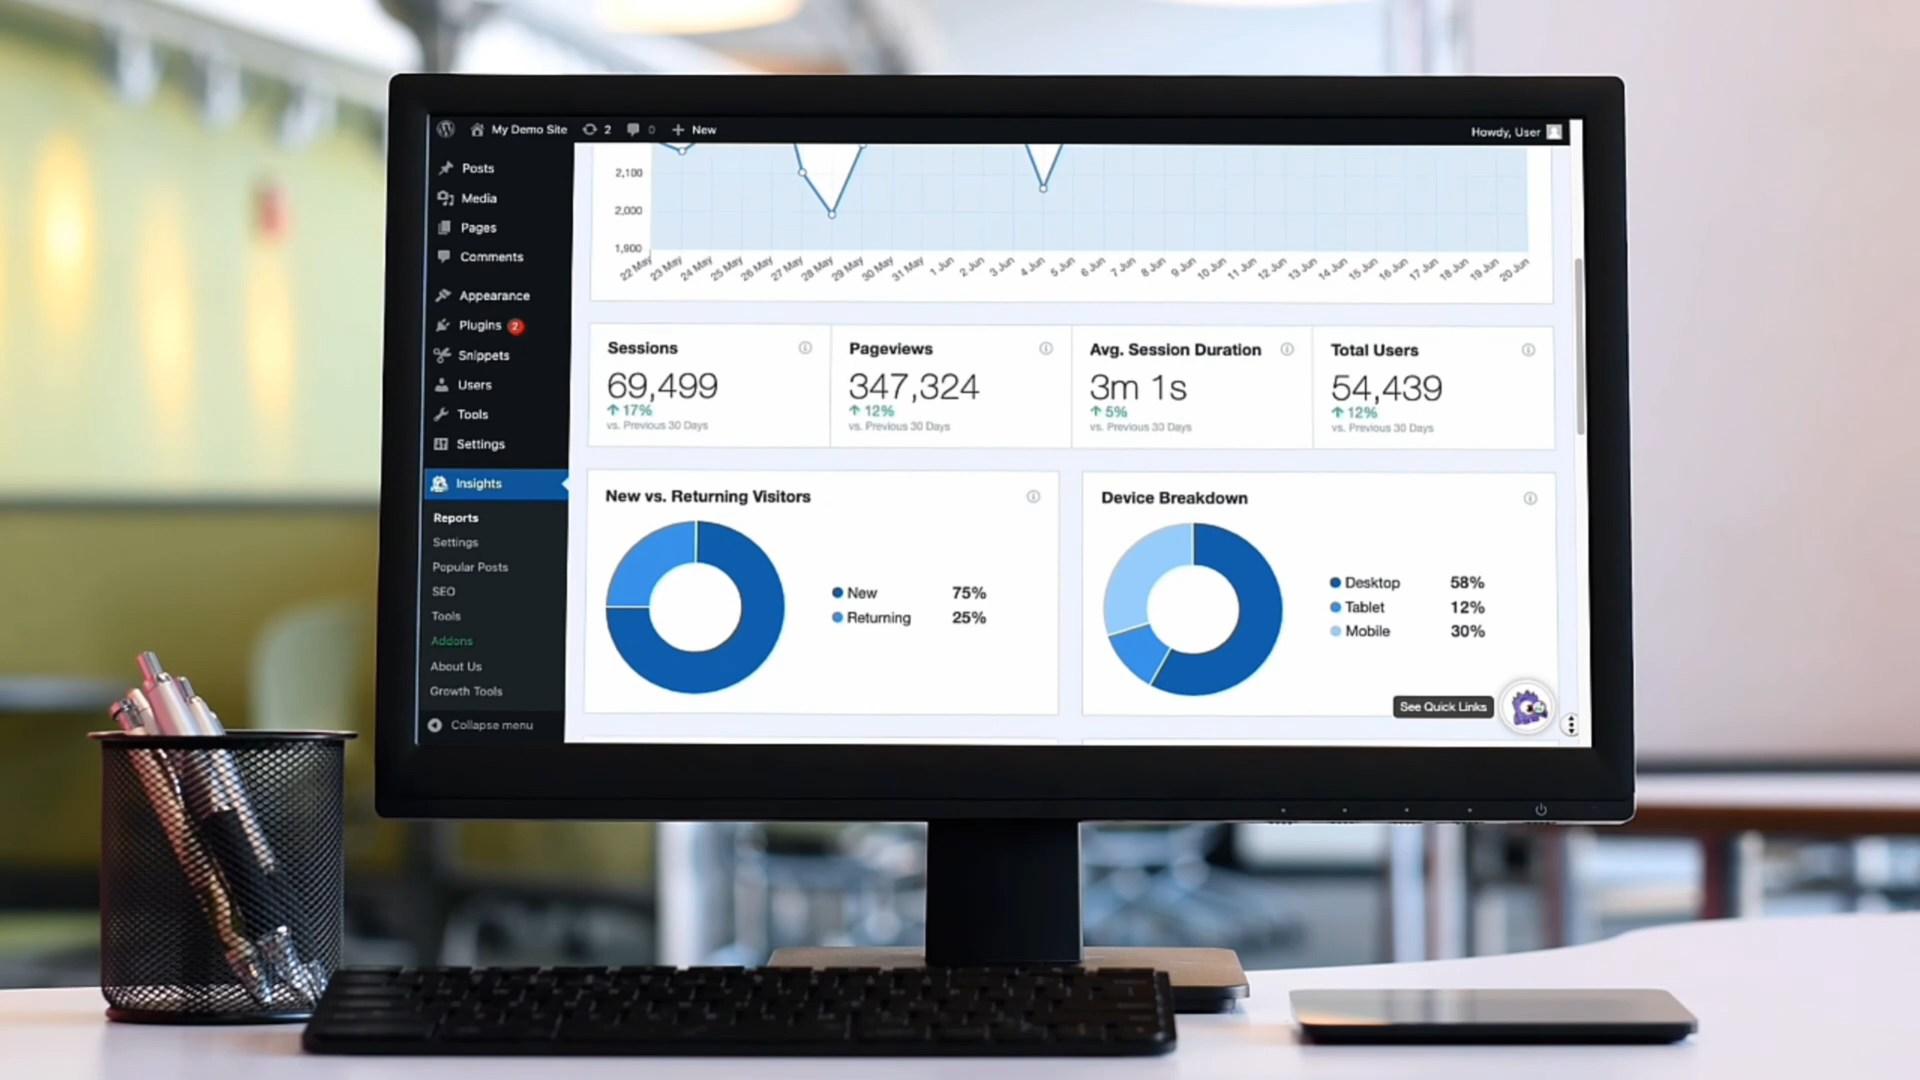 My Demo Site 2 0 + New
Howdy, User
Posts
Media
Pages
Comments
Appearance
Plugins 2
Snippets
Users
Tools
Settings
Insights
Reports
Settings
Popular Posts
SEO
Tools
Addons
About Us
Growth Tools
Collapse menu
2,100
2,000
1,900
22 May 23 May 24 May 25 May 26 May 27 May 28 May 29 May 30 May 31 May 1 Jun 2 Jun 3 Jun 4 Jun 5 Jun 6 Jun 7 Jun 8 Jun 9 Jun 10 Jun 11 Jun 12 Jun 13 Jun 14 Jun 15 Jun 16 Jun 17 Jun 18 Jun 19 Jun 20 Jun
Sessions
69,499
17%
vs. Previous 30 Days
Pageviews
347,324
12%
vs. Previous 30 Days
Avg. Session Duration
3m 1s
5%
vs. Previous 30 Days
Total Users
54,439
12%
vs. Previous 30 Days
New vs. Returning Visitors
New 75%
Returning 25%
Device Breakdown
Desktop 58%
Tablet 12%
Mobile 30%
See Quick Links